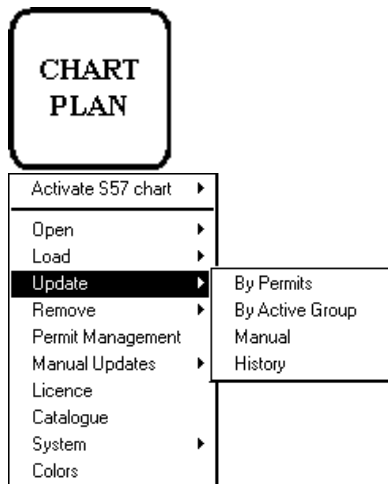 CHART
PLAN
Activate S57 chart
Open
Load
Update
Remove
Permit Management
Manual Updates
Licence
Catalogue
System
Colors
By Permits
By Active Group
Manual
History